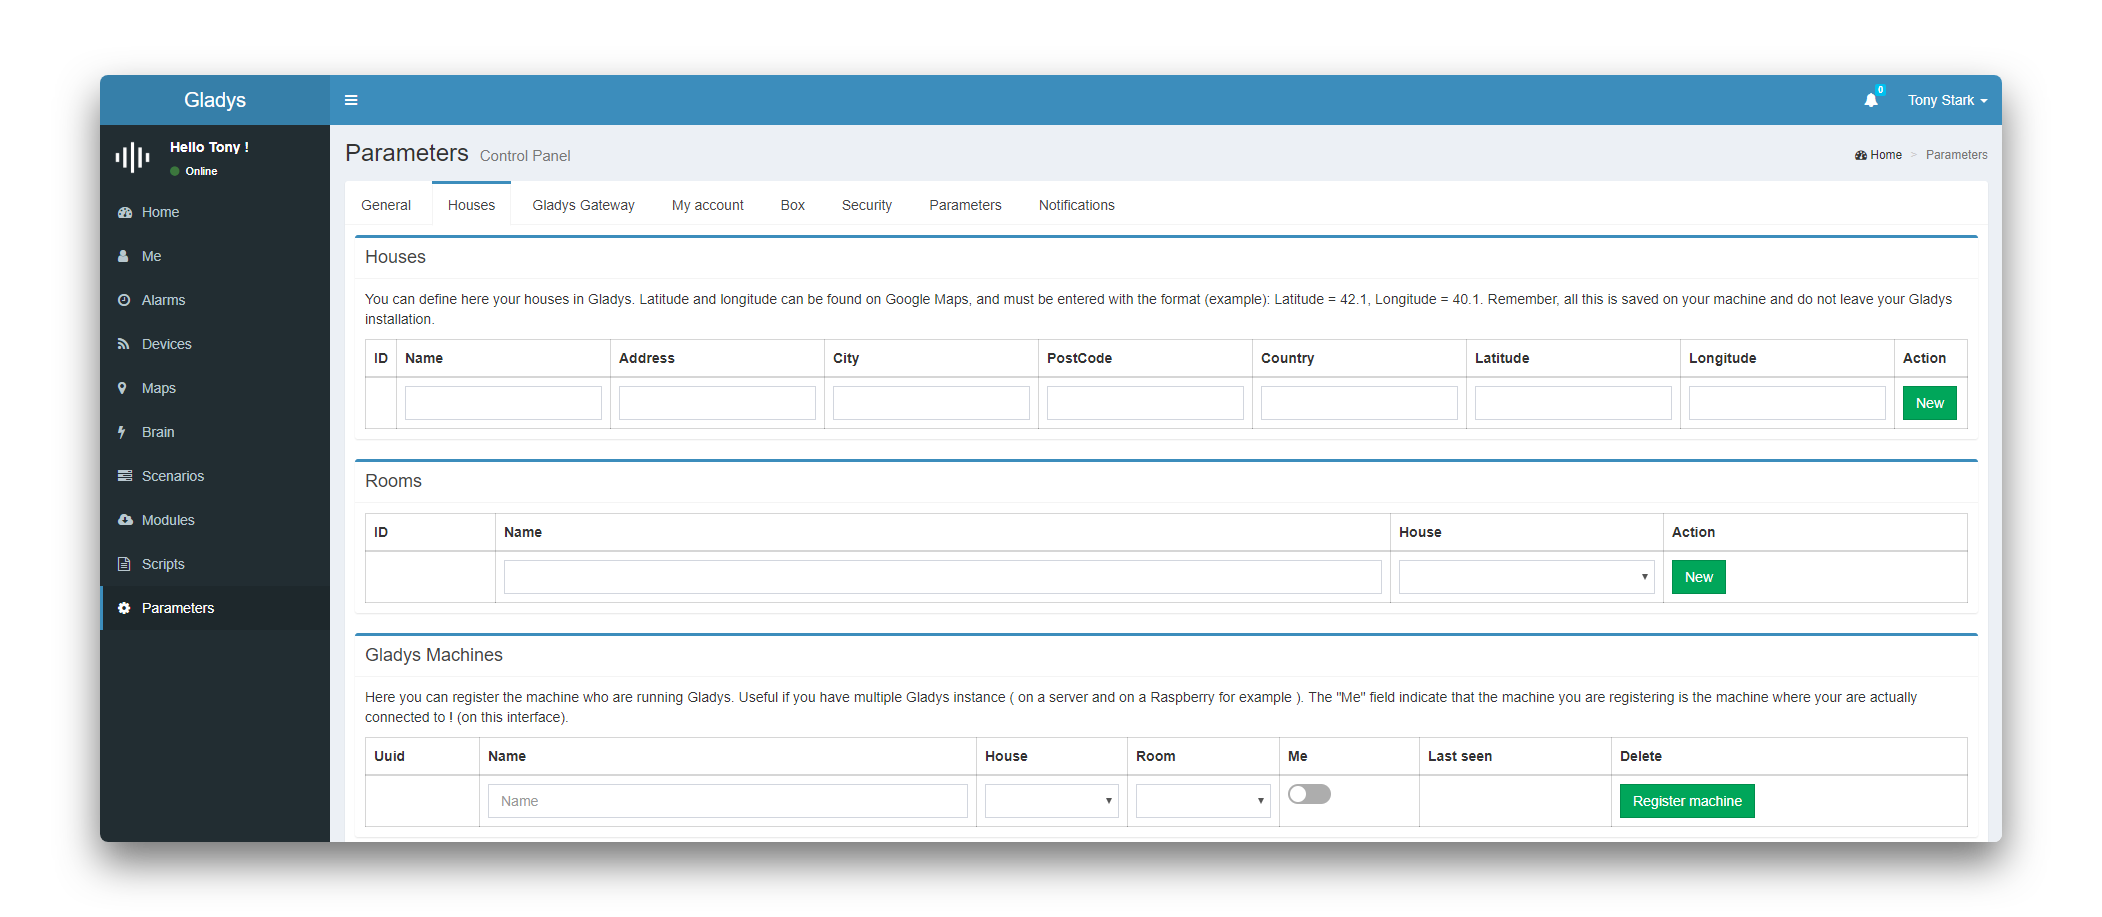 Gladys
0
Tony Stark
Hello Tony !
Online
Home
Me
Alarms
Devices
Maps
Brain
Scenarios
Modules
Scripts
Parameters
Parameters Control Panel
Home > Parameters
General Houses Gladys Gateway My account Box Security Parameters Notifications
Houses
You can define here your houses in Gladys. Latitude and longitude can be found on Google Maps, and must be entered with the format (example): Latitude = 42.1, Longitude = 40.1. Remember, all this is saved on your machine and do not leave your Gladys
installation.
ID Name Address City PostCode Country Latitude Longitude Action
New
Rooms
ID Name House Action
New
Gladys Machines
Here you can register the machine who are running Gladys. Useful if you have multiple Gladys instance ( on a server and on a Raspberry for example ). The "Me" field indicate that the machine you are registering is the machine where your are actually
connected to ! (on this interface).
Uuid Name House Room Me Last seen Delete
Name
Register machine